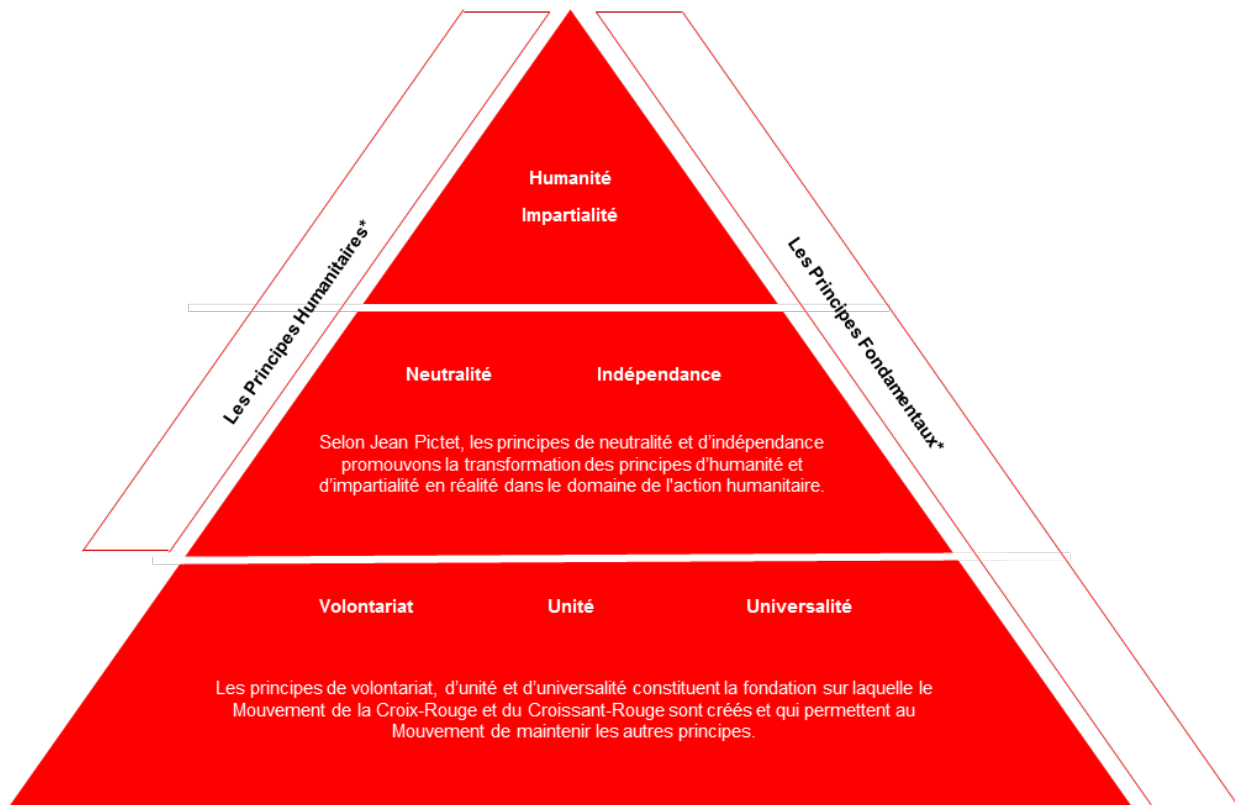 Humanité
Impartialité
Les Principes Humanitaires*
Les Principes Fondamentaux*
Neutralité
Indépendance
Selon Jean Pictet, les principes de neutralité et d'indépendance
promouvons la transformation des principes d'humanité et
d'impartialité en réalité dans le domaine de l'action humanitaire.
Volontariat
Unité
Universalité
Les principes de volontariat, d'unité et d'universalité constituent la fondation sur laquelle le
Mouvement de la Croix-Rouge et du Croissant-Rouge sont créés et qui permettent au
Mouvement de maintenir les autres principes.